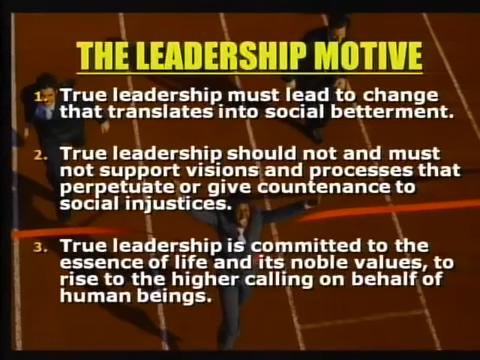 THE LEADERSHIP MOTIVE
1. True leadership must lead to change
that translates into social betterment.
2. True leadership should not and must
not support visions and processes that
perpetuate or give countenance to
social injustices.
3. True leadership is committed to the
essence of life and its noble values, to
rise to the higher calling on behalf of
human beings.